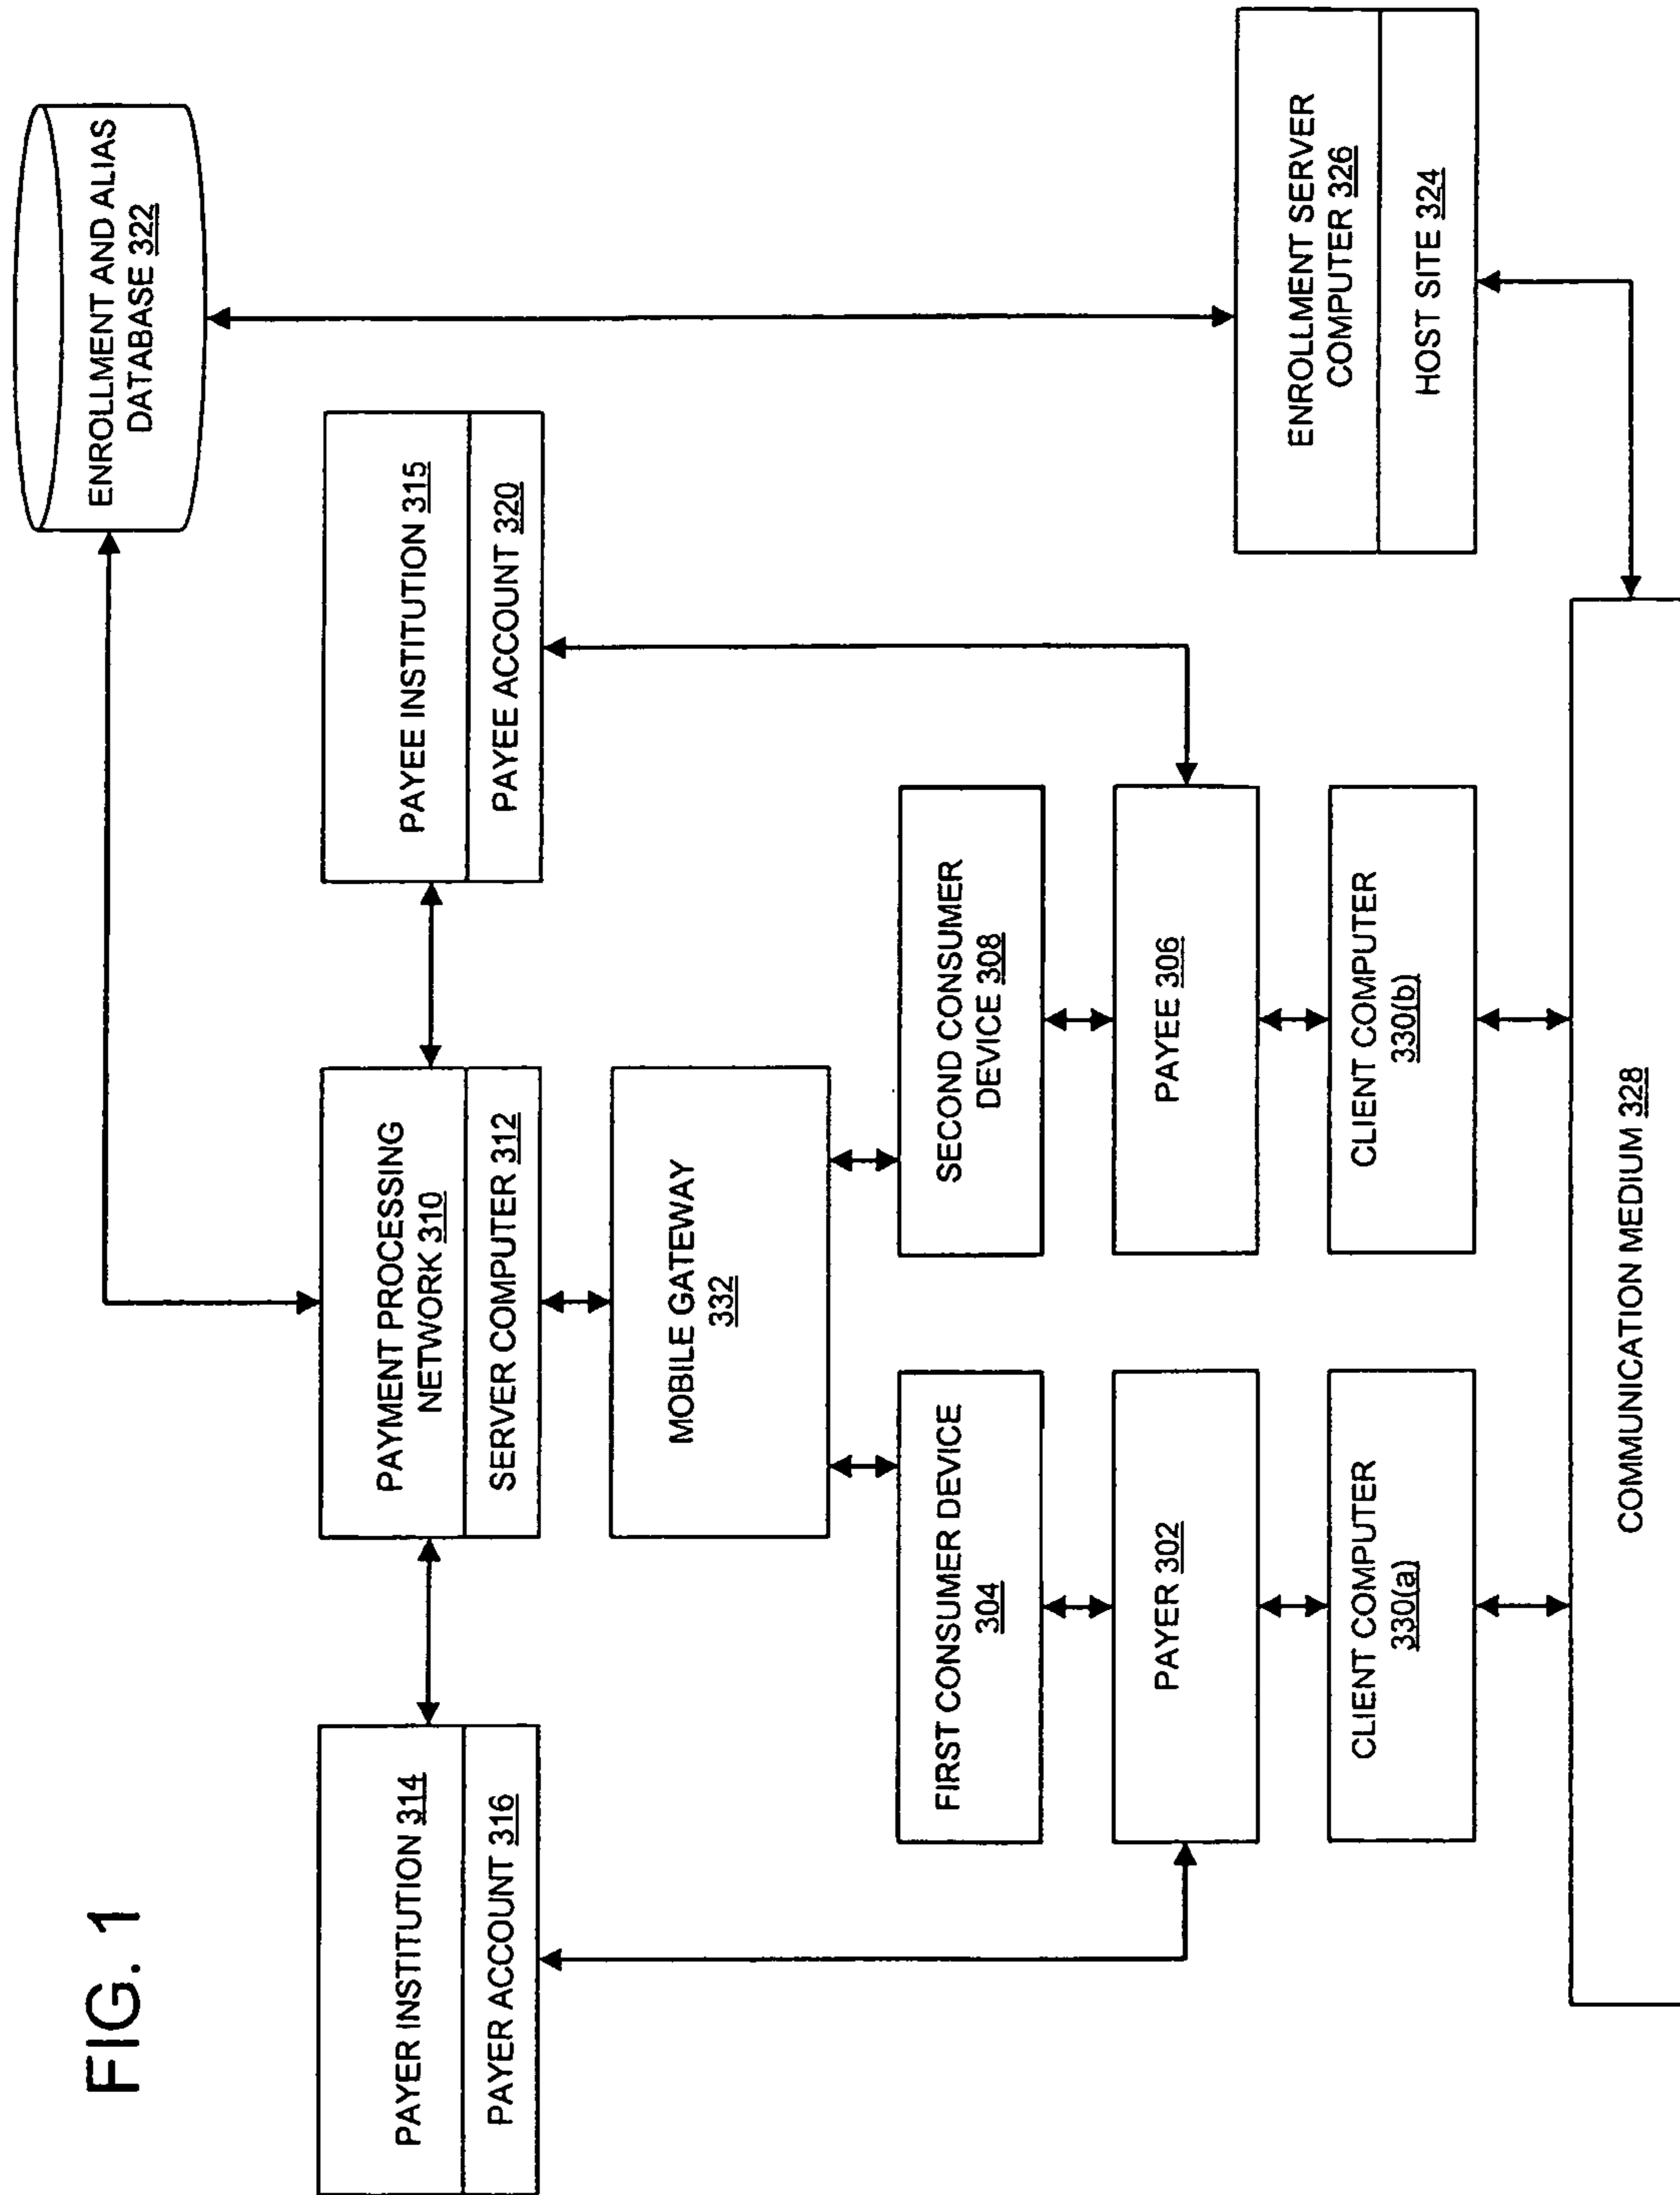 FIG. 1
ENROLLMENT AND ALIAS
DATABASE 322
PAYER INSTITUTION 314
PAYER ACCOUNT 316
PAYMENT PROCESSING
NETWORK 310
SERVER COMPUTER 312
PAYEE INSTITUTION 315
PAYEE ACCOUNT 320
MOBILE GATEWAY
332
FIRST CONSUMER DEVICE
304
SECOND CONSUMER
DEVICE 308
PAYER 302
PAYEE 306
CLIENT COMPUTER
330(a)
CLIENT COMPUTER
330(b)
ENROLLMENT SERVER
COMPUTER 326
HOST SITE 324
COMMUNICATION MEDIUM 328